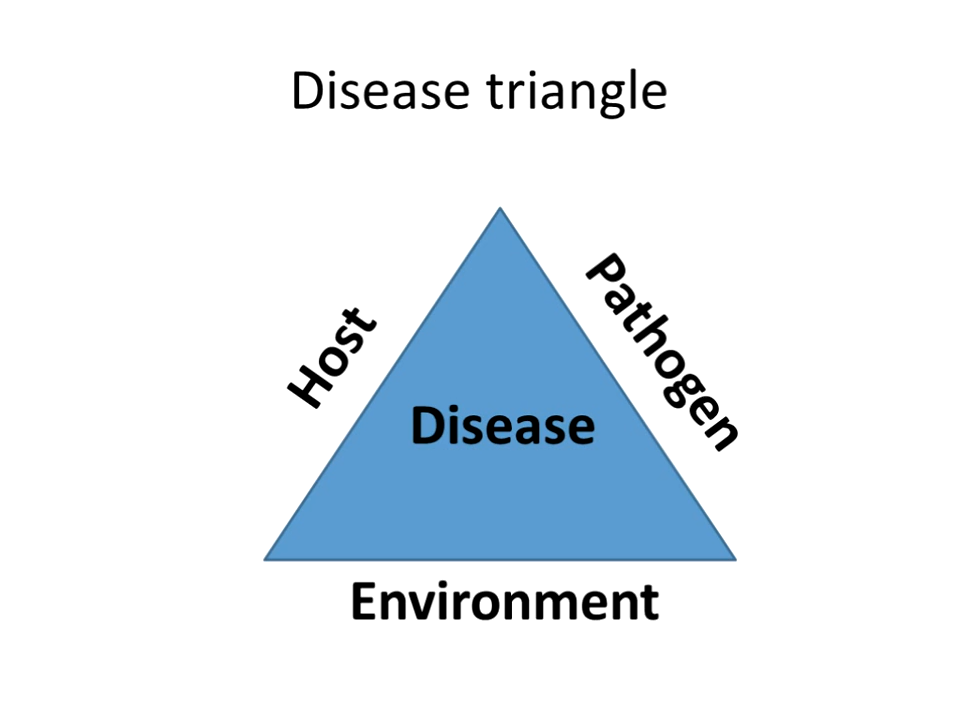 Disease triangle
Host
Pathogen
Disease
Environment